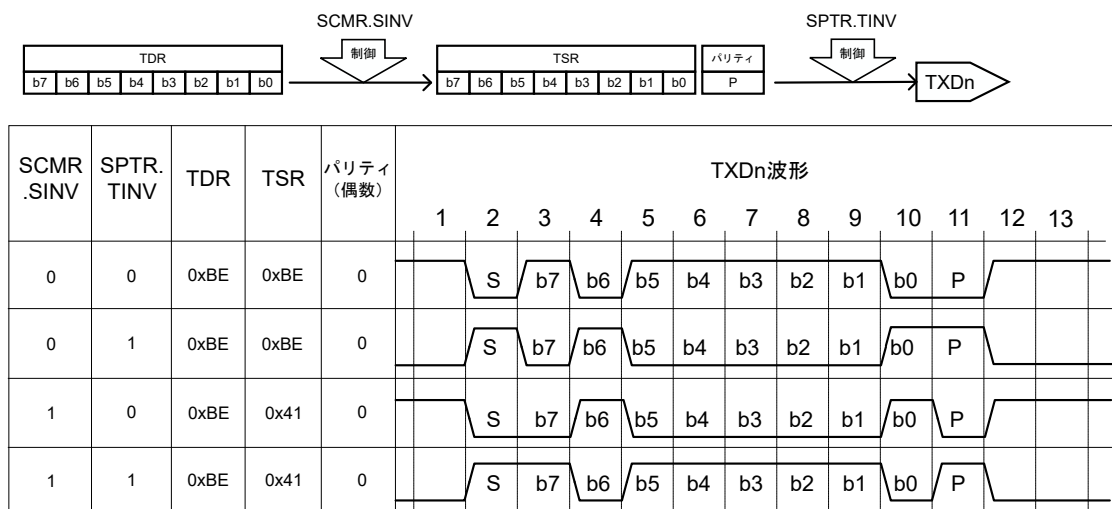 SCMR.SINV
SPTR.TINV
TDR
制御
TSR
パリティ
制御
b7 b6 b5 b4 b3 b2 b1 b0
b7 b6 b5 b4 b3 b2 b1 b0
P
TXDn
SCMR
.SINV
SPTR.
TINV
TDR
TSR
パリティ
(偶数)
TXDn波形
1 2 3 4 5 6 7 8 9 10 11 12 13
0 0 0xBE 0xBE 0 S b7 b6 b5 b4 b3 b2 b1 b0 P
0 1 0xBE 0xBE 0 S b7 b6 b5 b4 b3 b2 b1 b0 P
1 0 0xBE 0x41 0 S b7 b6 b5 b4 b3 b2 b1 b0 P
1 1 0xBE 0x41 0 S b7 b6 b5 b4 b3 b2 b1 b0 P